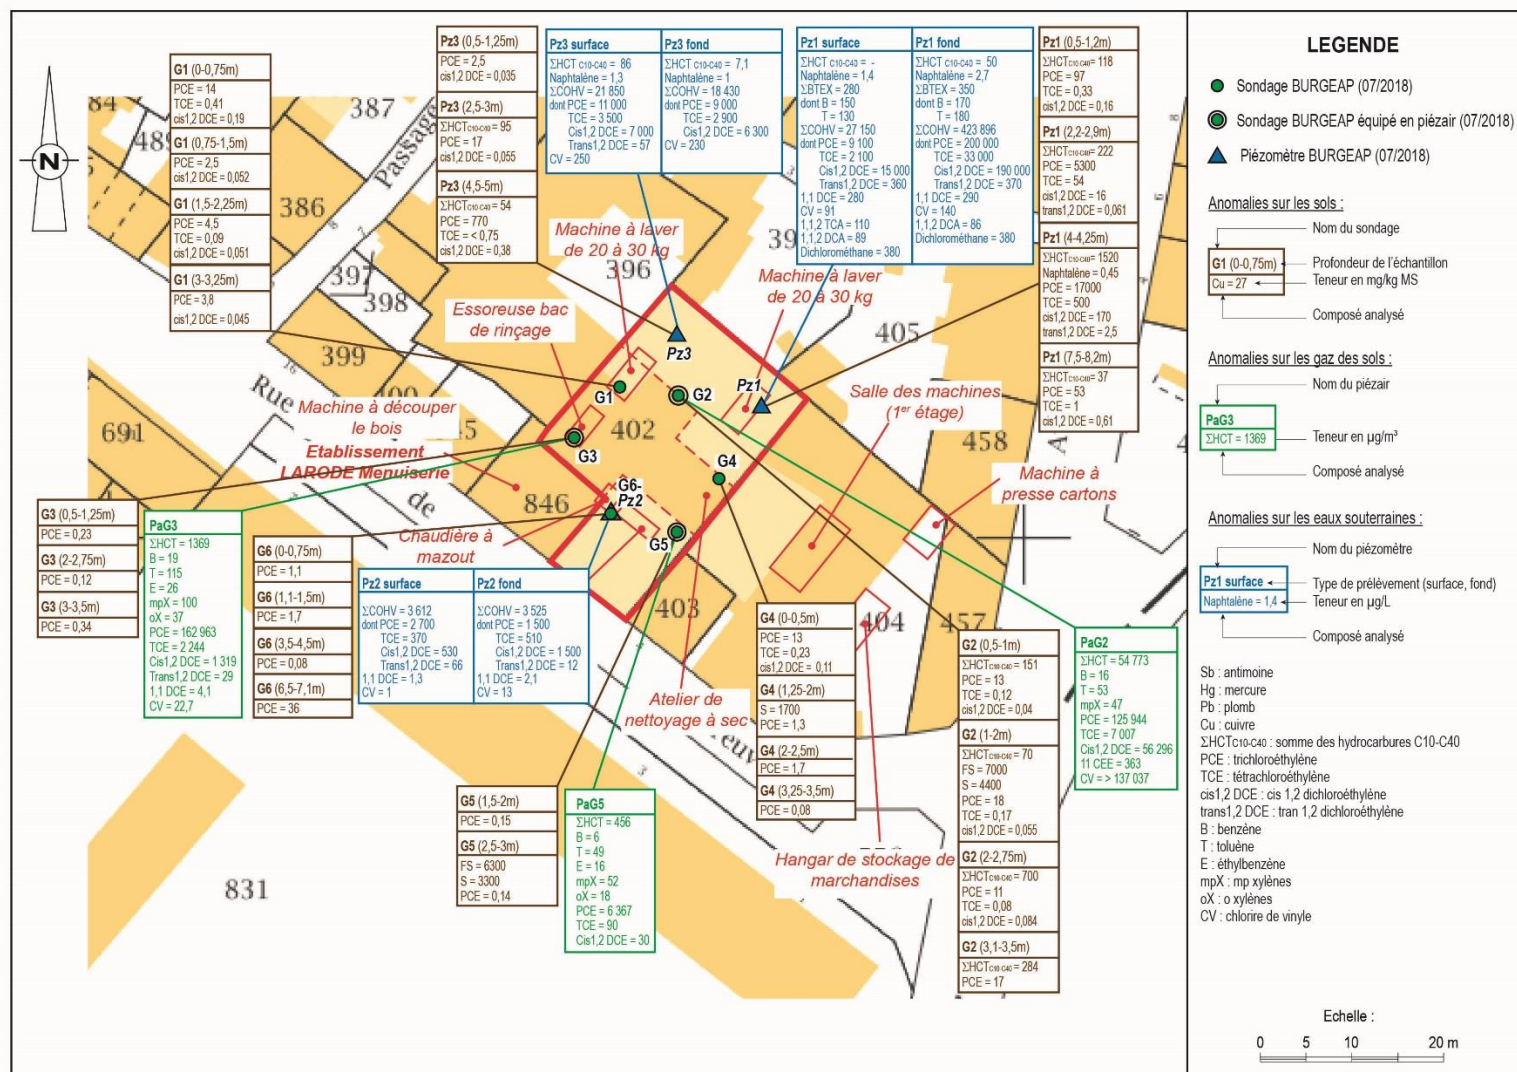 G1 (0-0,75m)
PCE = 14
TCE = 0,41
cis1,2 DCE = 0,19
G1 (0,75-1,5m)
PCE = 2,5
cis1,2 DCE = 0,052
G1 (1,5-2,25m)
PCE = 4,5
TCE = 0,09
cis1,2 DCE = 0,051
G1 (3-3,25m)
PCE = 3,8
cis1,2 DCE = 0,045
Pz3 (0,5-1,25m)
PCE = 2,5
cis1,2 DCE = 0,035
Pz3 (2,5-3m)
ΣHCT C10-C40 = 95
PCE = 17
cis1,2 DCE = 0,055
Pz3 (4,5-5m)
ΣHCT C10-C40 = 54
PCE = 770
TCE = < 0,75
cis1,2 DCE = 0,38
Pz3 surface
ΣHCT C10-C40 = 86
Naphtalène = 1,3
ΣCOHV = 21 850
dont PCE = 11 000
TCE = 3 500
Cis1,2 DCE = 7 000
Trans1,2 DCE = 57
CV = 250
Pz3 fond
ΣHCT C10-C40 = 7,1
Naphtalène = 1
ΣCOHV = 18 430
dont PCE = 9 000
TCE = 2 900
Cis1,2 DCE = 6 300
CV = 230
Pz1 surface
ΣHCT C10-C40 = -
Naphtalène = 1,4
ΣBTEX = 280
dont B = 150
T = 130
ΣCOHV = 27 150
dont PCE = 9 100
TCE = 2 100
Cis1,2 DCE = 15 000
Trans1,2 DCE = 360
1,1 DCE = 280
CV = 91
1,1,2 TCA = 110
1,1,2 DCA = 89
Dichlorométhane = 380
Pz1 fond
ΣHCT C10-C40 = 50
Naphtalène = 2,7
ΣBTEX = 350
dont B = 170
T = 180
ΣCOHV = 423 896
dont PCE = 200 000
TCE = 33 000
Cis1,2 DCE = 190 000
Trans1,2 DCE = 370
1,1 DCE = 290
CV = 140
1,1,2 DCA = 86
Dichlorométhane = 380
Pz1 (0,5-1,2m)
ΣHCT C10-C40 = 118
PCE = 97
TCE = 0,33
cis1,2 DCE = 0,16
Pz1 (2,2-2,9m)
ΣHCT C10-C40 = 222
PCE = 5300
TCE = 54
cis1,2 DCE = 16
trans1,2 DCE = 0,061
Pz1 (4-4,25m)
ΣHCT C10-C40 = 1520
Naphtalène = 0,45
PCE = 17000
TCE = 500
cis1,2 DCE = 170
trans1,2 DCE = 2,5
Pz1 (7,5-8,2m)
ΣHCT C10-C40 = 37
PCE = 53
TCE = 1
cis1,2 DCE = 0,61
N
84
387
386
Passage
397
398
399
396
405
458
457
404
403
402
846
691
831
Rue
de
Machine à laver
de 20 à 30 kg
Machine à laver
de 20 à 30 kg
Essoreuse bac
de rinçage
Machine à découper
le bois
Etablissement
LARODE Menuiserie
Salle des machines
(1er étage)
Machine à
presse cartons
Chaudière à
mazout
Atelier de
nettoyage à sec
Hangar de stockage de
marchandises
Pz3
G1
G2
Pz1
G3
G4
G6-
Pz2
G5
G3 (0,5-1,25m)
PCE = 0,23
G3 (2-2,75m)
PCE = 0,12
G3 (3-3,5m)
PCE = 0,34
PaG3
ΣHCT = 1369
B = 19
T = 115
E = 26
mpX = 100
oX = 37
PCE = 162 963
TCE = 2 244
Cis1,2 DCE = 1 319
Trans1,2 DCE = 29
1,1 DCE = 4,1
CV = 22,7
G6 (0-0,75m)
PCE = 1,1
G6 (1,1-1,5m)
PCE = 1,7
G6 (3,5-4,5m)
PCE = 0,08
G6 (6,5-7,1m)
PCE = 36
Pz2 surface
ΣCOHV = 3 612
dont PCE = 2 700
TCE = 370
Cis1,2 DCE = 530
Trans1,2 DCE = 66
1,1 DCE = 1,3
CV = 1
Pz2 fond
ΣCOHV = 3 525
dont PCE = 1 500
TCE = 510
Cis1,2 DCE = 1 500
Trans1,2 DCE = 12
1,1 DCE = 2,1
CV = 13
G5 (1,5-2m)
PCE = 0,15
G5 (2,5-3m)
FS = 6300
S = 3300
PCE = 0,14
PaG5
ΣHCT = 456
B = 6
T = 49
E = 16
mpX = 52
oX = 18
PCE = 6 367
TCE = 90
Cis1,2 DCE = 30
G4 (0-0,5m)
PCE = 13
TCE = 0,23
cis1,2 DCE = 0,11
G4 (1,25-2m)
S = 1700
PCE = 1,3
G4 (2-2,5m)
PCE = 1,7
G4 (3,25-3,5m)
PCE = 0,08
G2 (0,5-1m)
ΣHCT C10-C40 = 151
PCE = 13
TCE = 0,12
cis1,2 DCE = 0,04
G2 (1-2m)
ΣHCT C10-C40 = 70
FS = 7000
S = 4400
PCE = 18
TCE = 0,17
cis1,2 DCE = 0,055
G2 (2-2,75m)
ΣHCT C10-C40 = 700
PCE = 11
TCE = 0,08
cis1,2 DCE = 0,084
G2 (3,1-3,5m)
ΣHCT C10-C40 = 284
PCE = 17
PaG2
ΣHCT = 54 773
B = 16
T = 53
mpX = 47
PCE = 125 944
TCE = 7 007
Cis1,2 DCE = 56 296
11 CEE = 363
CV = > 137 037
LEGENDE
Sondage BURGEAP (07/2018)
Sondage BURGEAP équipé en piézair (07/2018)
Piézomètre BURGEAP (07/2018)
Anomalies sur les sols :
Nom du sondage
G1 (0-0,75m)
Profondeur de l'échantillon
Cu = 27
Teneur en mg/kg MS
Composé analysé
Anomalies sur les gaz des sols :
Nom du piézair
PaG3
ΣHCT = 1369
Teneur en µg/m³
Composé analysé
Anomalies sur les eaux souterraines :
Nom du piézomètre
Pz1 surface
Type de prélèvement (surface, fond)
Naphtalène = 1,4
Teneur en µg/L
Composé analysé
Sb : antimoine
Hg : mercure
Pb : plomb
Cu : cuivre
ΣHCT C10-C40 : somme des hydrocarbures C10-C40
PCE : trichloroéthylène
TCE : tétrachloroéthylène
cis1,2 DCE : cis 1,2 dichloroéthylène
trans1,2 DCE : tran 1,2 dichloroéthylène
B : benzène
T : toluène
E : éthylbenzène
mpX : mp xylènes
oX : o xylènes
CV : chlorire de vinyle
Echelle :
0 5 10 20 m